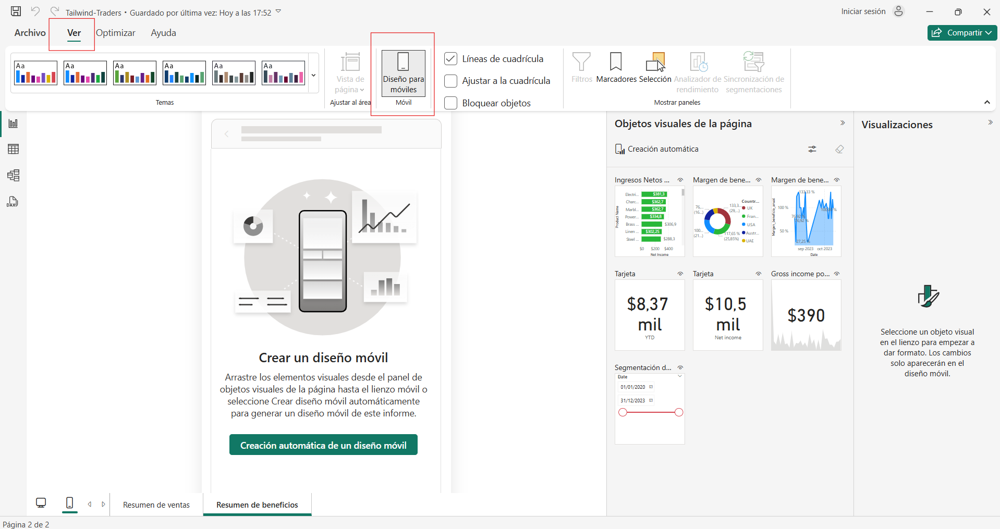 Tailwind-Traders • Guardado por última vez: Hoy a las 17:52
Iniciar sesión
Archivo
Ver
Optimizar
Ayuda
Compartir
Aa
Aa
Aa
Aa
Aa
Aa
Temas
Vista de
página
Ajustar al área
Diseño para
móviles
Móvil
Líneas de cuadrícula
Ajustar a la cuadrícula
Bloquear objetos
Filtros
Marcadores
Selección
Analizador de
rendimiento
Sincronización de
segmentaciones
Mostrar paneles
DAX
Crear un diseño móvil
Arrastre los elementos visuales desde el panel de
objetos visuales de la página hasta el lienzo móvil o
seleccione Crear diseño móvil automáticamente
para generar un diseño móvil de este informe.
Creación automática de un diseño móvil
Objetos visuales de la página
Creación automática
Ingresos Netos ...
Product Name
Electri... $381,3
Charc... $362,7
Marbl... $362,7
Power... $334,8
Brass ... $306,9
Linen ... $302,25
Steel ... $288,3
$0 $200 $400
Net Income
Margen de bene...
76,...
(16...)
133,3...
(29,...)
100...
(21...)
117,65 %
(25,85%)
Countr...
UK
Fran...
USA
Austr...
UAE
Margen de bene...
Margen_beneficio_anual
133,33 %
100 %
100,00 %
76,92 %
76,92 %
50 %
27,25 %
sep 2023 oct 2023
Date
Tarjeta
$8,37
mil
YTD
Tarjeta
$10,5
mil
Net income
Gross income po...
$390
Segmentación d...
Date
01/01/2020
31/12/2023
Visualizaciones
Seleccione un objeto visual
en el lienzo para empezar a
dar formato. Los cambios
solo aparecerán en el
diseño móvil.
Resumen de ventas
Resumen de beneficios
Página 2 de 2